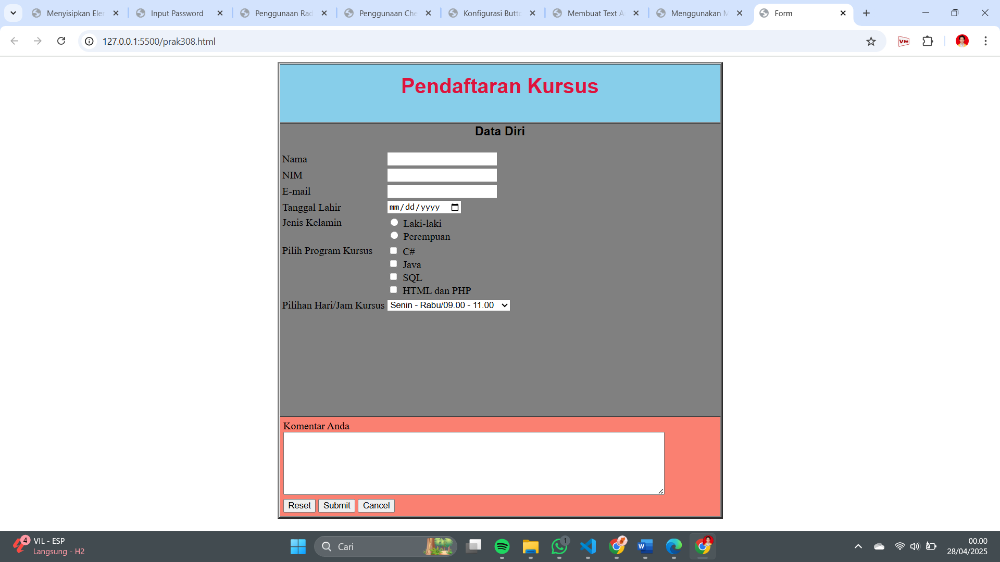 Menyisipkan Eler
Input Password
Penggunaan Rad
Penggunaan Che
Konfigurasi Butto
Membuat Text A
Menggunakan M
Form
127.0.0.1:5500/prak308.html
VM
Pendaftaran Kursus
Data Diri
Nama
NIM
E-mail
Tanggal Lahir mm/dd/yyyy
Jenis Kelamin Laki-laki
Perempuan
Pilih Program Kursus C#
Java
SQL
HTML dan PHP
Pilihan Hari/Jam Kursus Senin - Rabu/09.00 - 11.00
Komentar Anda
Reset Submit Cancel
4 VIL - ESP
Langsung - H2
Cari
1
W
00.00
28/04/2025